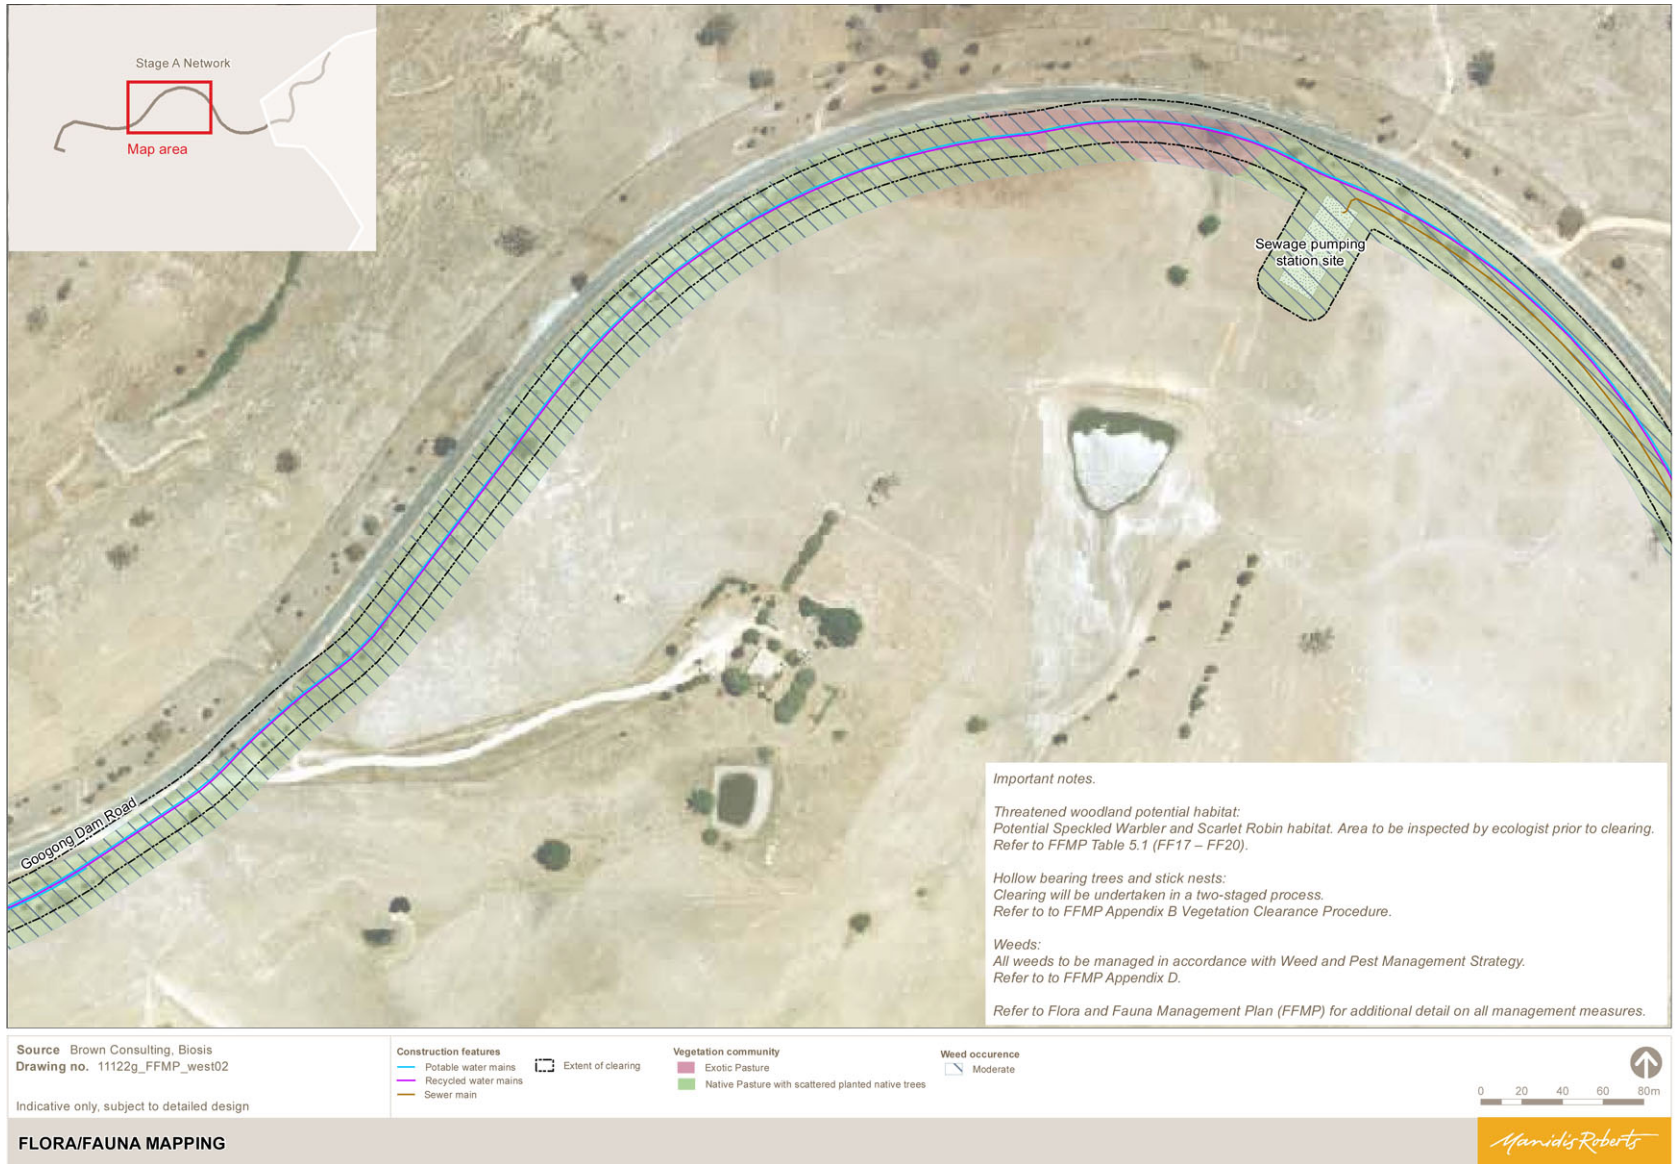 Stage A Network
Map area
Sewage pumping
station site
Googong Dam Road
Important notes.
Threatened woodland potential habitat:
Potential Speckled Warbler and Scarlet Robin habitat. Area to be inspected by ecologist prior to clearing.
Refer to FFMP Table 5.1 (FF17 – FF20).
Hollow bearing trees and stick nests:
Clearing will be undertaken in a two-staged process.
Refer to to FFMP Appendix B Vegetation Clearance Procedure.
Weeds:
All weeds to be managed in accordance with Weed and Pest Management Strategy.
Refer to to FFMP Appendix D.
Refer to Flora and Fauna Management Plan (FFMP) for additional detail on all management measures.
Source Brown Consulting, Biosis
Drawing no. 11122g_FFMP_west02
Indicative only, subject to detailed design
Construction features
Potable water mains
Recycled water mains
Sewer main
Extent of clearing
Vegetation community
Exotic Pasture
Native Pasture with scattered planted native trees
Weed occurence
Moderate
0 20 40 60 80m
FLORA/FAUNA MAPPING
Manidis Roberts